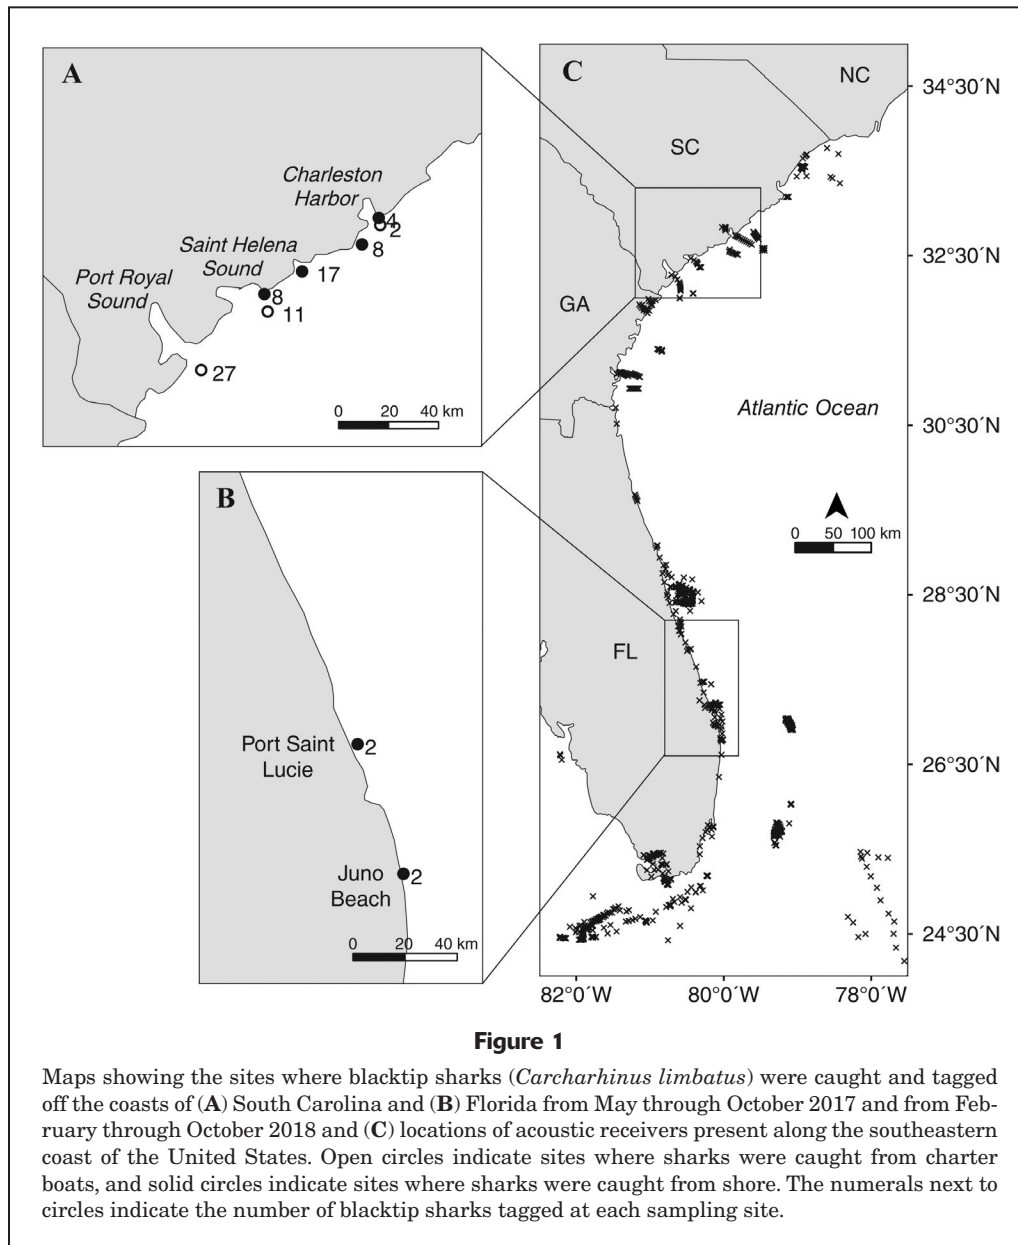 A
Charleston
Harbor
4
2
8
Saint Helena
Sound
17
8
11
Port Royal
Sound
27
0 20 40 km
B
Port Saint
Lucie
2
Juno
Beach
2
0 20 40 km
C
NC
SC
GA
FL
Atlantic Ocean
0 50 100 km
34°30´N
32°30´N
30°30´N
28°30´N
26°30´N
24°30´N
82°0´W 80°0´W 78°0´W
Figure 1
Maps showing the sites where blacktip sharks (Carcharhinus limbatus) were caught and tagged
off the coasts of (A) South Carolina and (B) Florida from May through October 2017 and from Feb-
ruary through October 2018 and (C) locations of acoustic receivers present along the southeastern
coast of the United States. Open circles indicate sites where sharks were caught from charter
boats, and solid circles indicate sites where sharks were caught from shore. The numerals next to
circles indicate the number of blacktip sharks tagged at each sampling site.